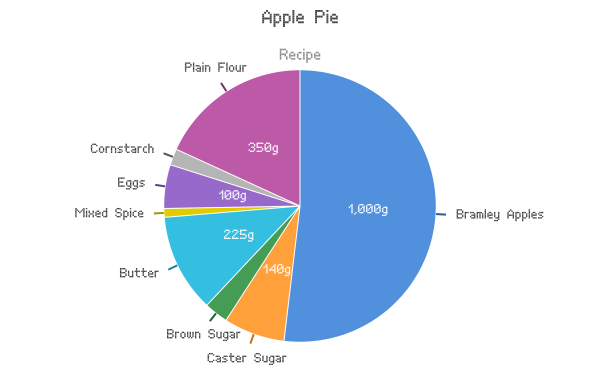 Apple Pie
Recipe
Plain Flour
350g
Cornstarch
Eggs
100g
Mixed Spice
1,000g
Bramley Apples
225g
Butter
140g
Brown Sugar
Caster Sugar